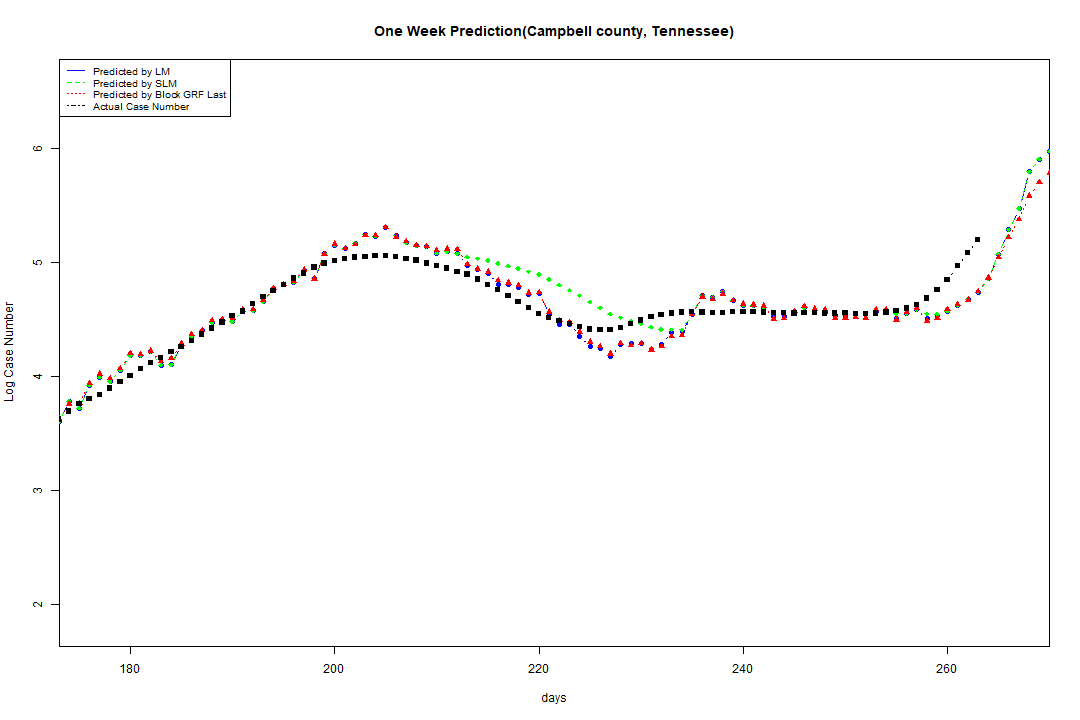 One Week Prediction(Campbell county, Tennessee)
Predicted by LM
Predicted by SLM
Predicted by Block GRF Last
Actual Case Number
6
5
4
3
2
Log Case Number
180 200 220 240 260
days